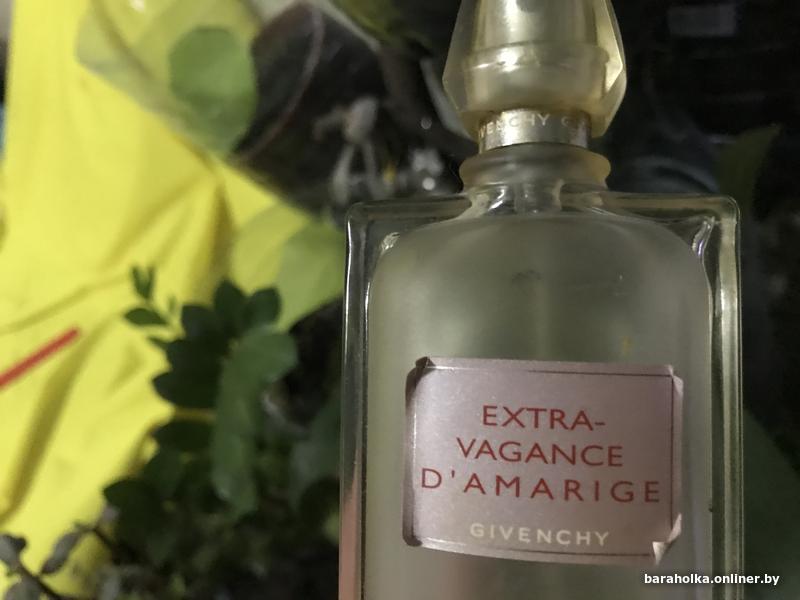 EXTRA-
VAGANCE
D'AMARIGE
GIVENCHY
baraholka.onliner.by